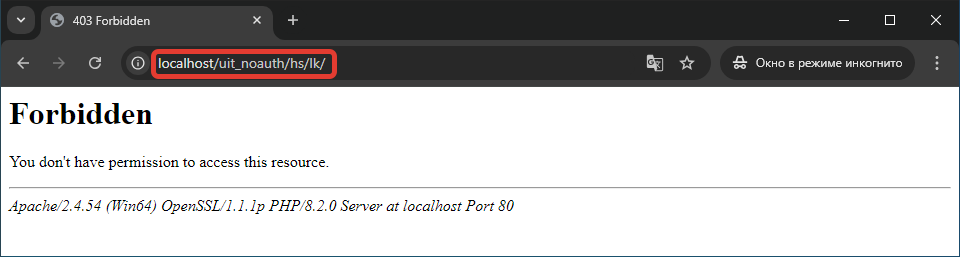 403 Forbidden
localhost/uit_noauth/hs/lk/
Окно в режиме инкогнито
Forbidden
You don't have permission to access this resource.
Apache/2.4.54 (Win64) OpenSSL/1.1.1p PHP/8.2.0 Server at localhost Port 80